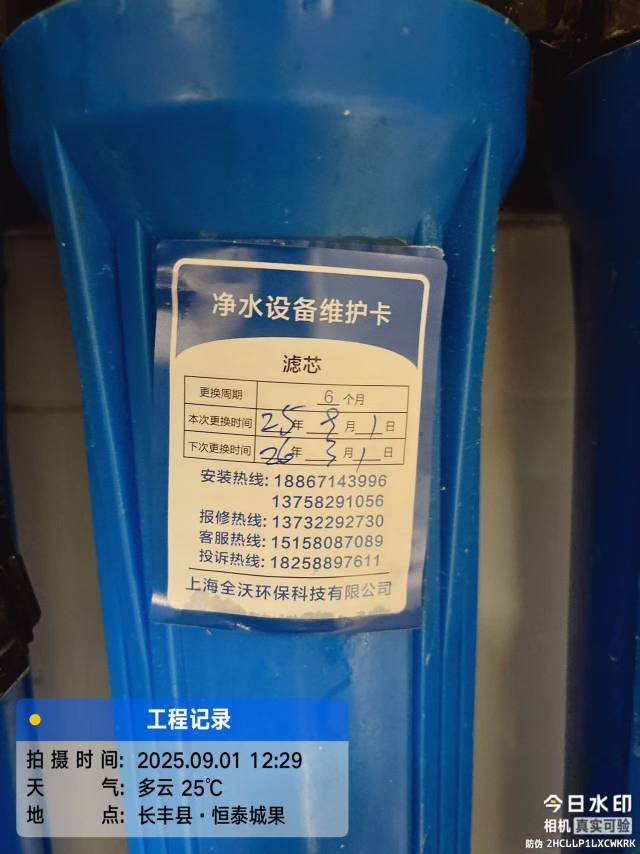 净水设备维护卡
滤芯
更换周期 6 个月
本次更换时间 25年 9月 1日
下次更换时间 26年 3月 1日
安装热线: 18867143996
13758291056
报修热线: 13732292730
客服热线: 15158087089
投诉热线: 18258897611
上海全沃环保科技有限公司
工程记录
拍摄时间: 2025.09.01 12:29
天气: 多云 25℃
地点: 长丰县·恒泰城果
今日水印
相机 真实可验
防伪 2HCLLP1LXCWKRK